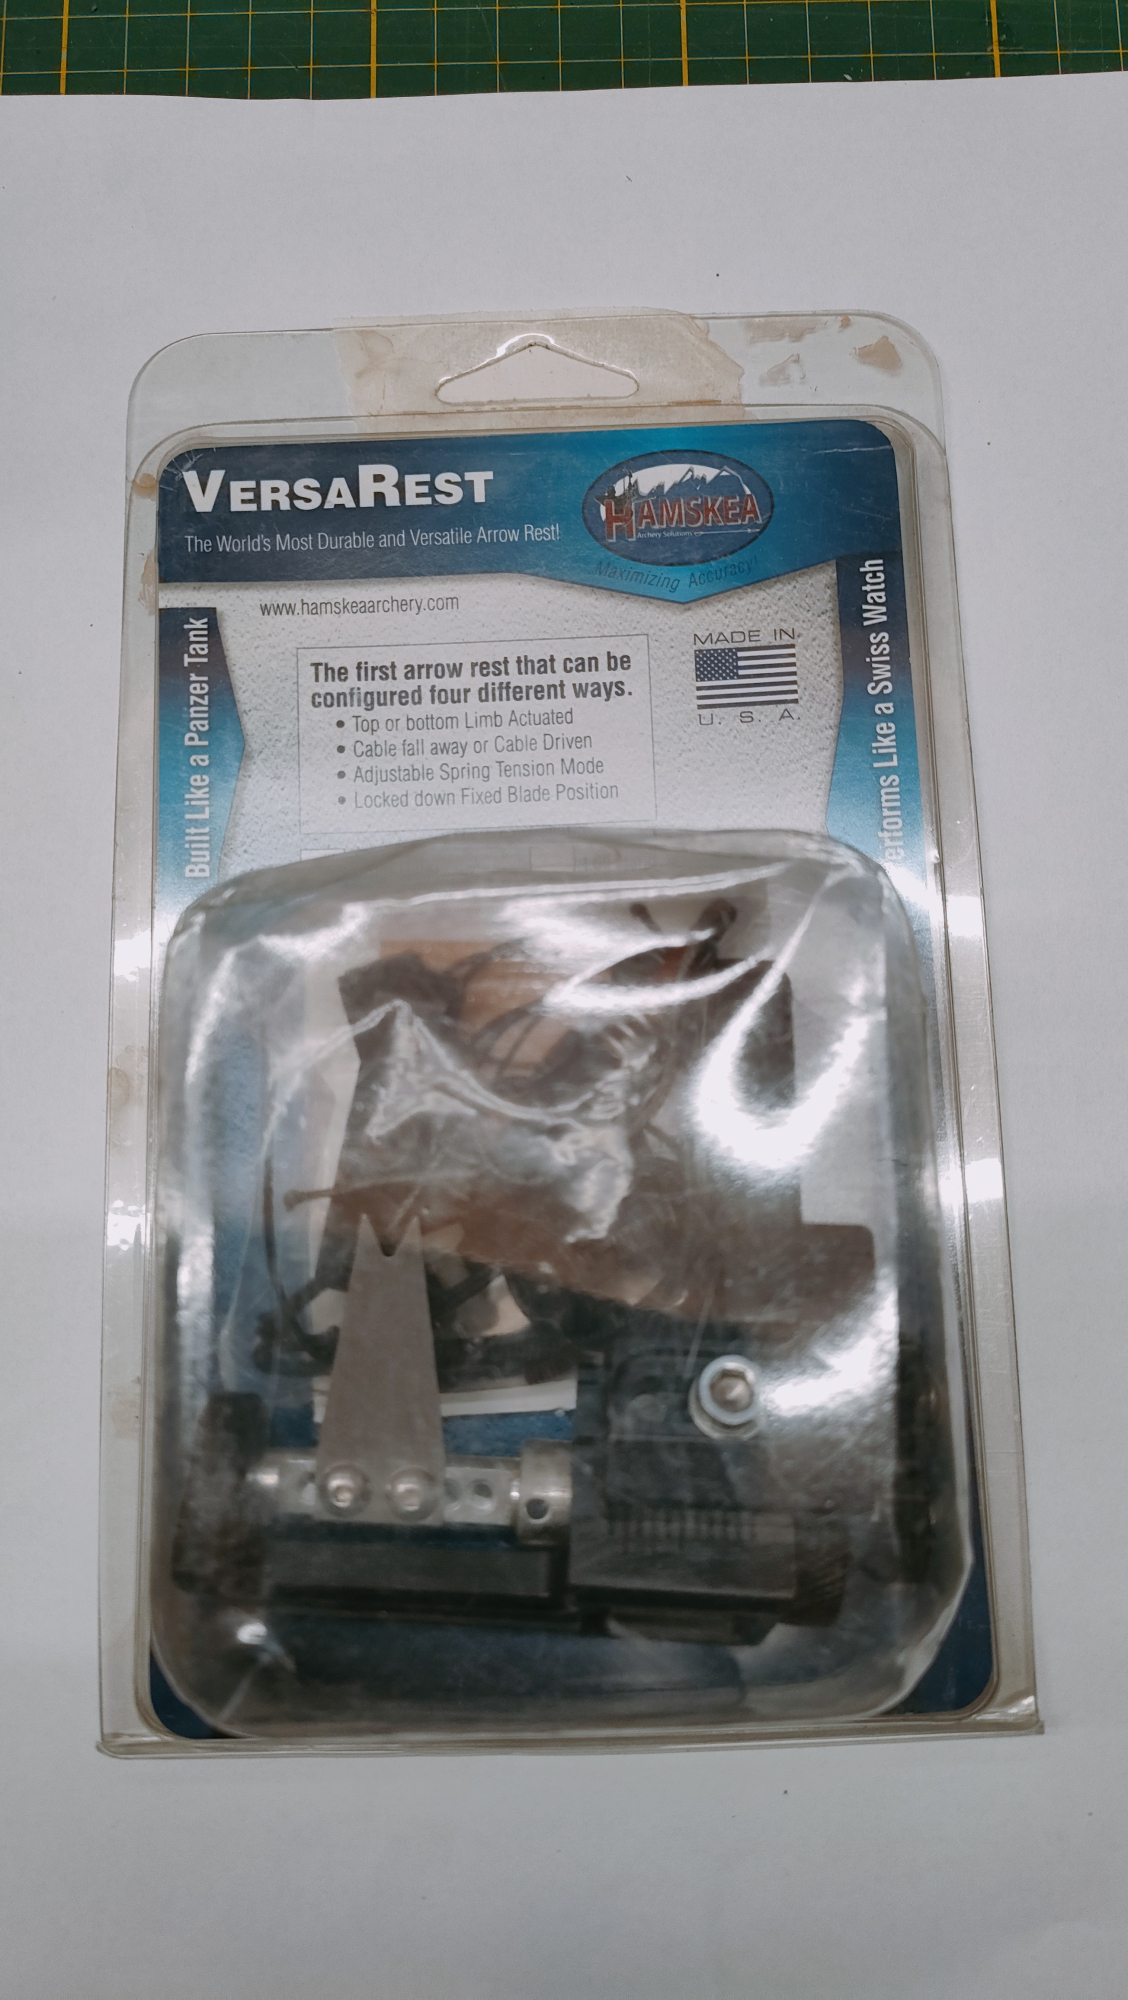 VERSAREST
The World's Most Durable and Versatile Arrow Rest!
HAMSKEA
Archery Solutions
Maximizing Accuracy!
www.hamskeaarchery.com
Built Like a Panzer Tank
The first arrow rest that can be
configured four different ways.
• Top or bottom Limb Actuated
• Cable fall away or Cable Driven
• Adjustable Spring Tension Mode
• Locked down Fixed Blade Position
MADE IN
U. S. A.
erforms Like a Swiss Watch